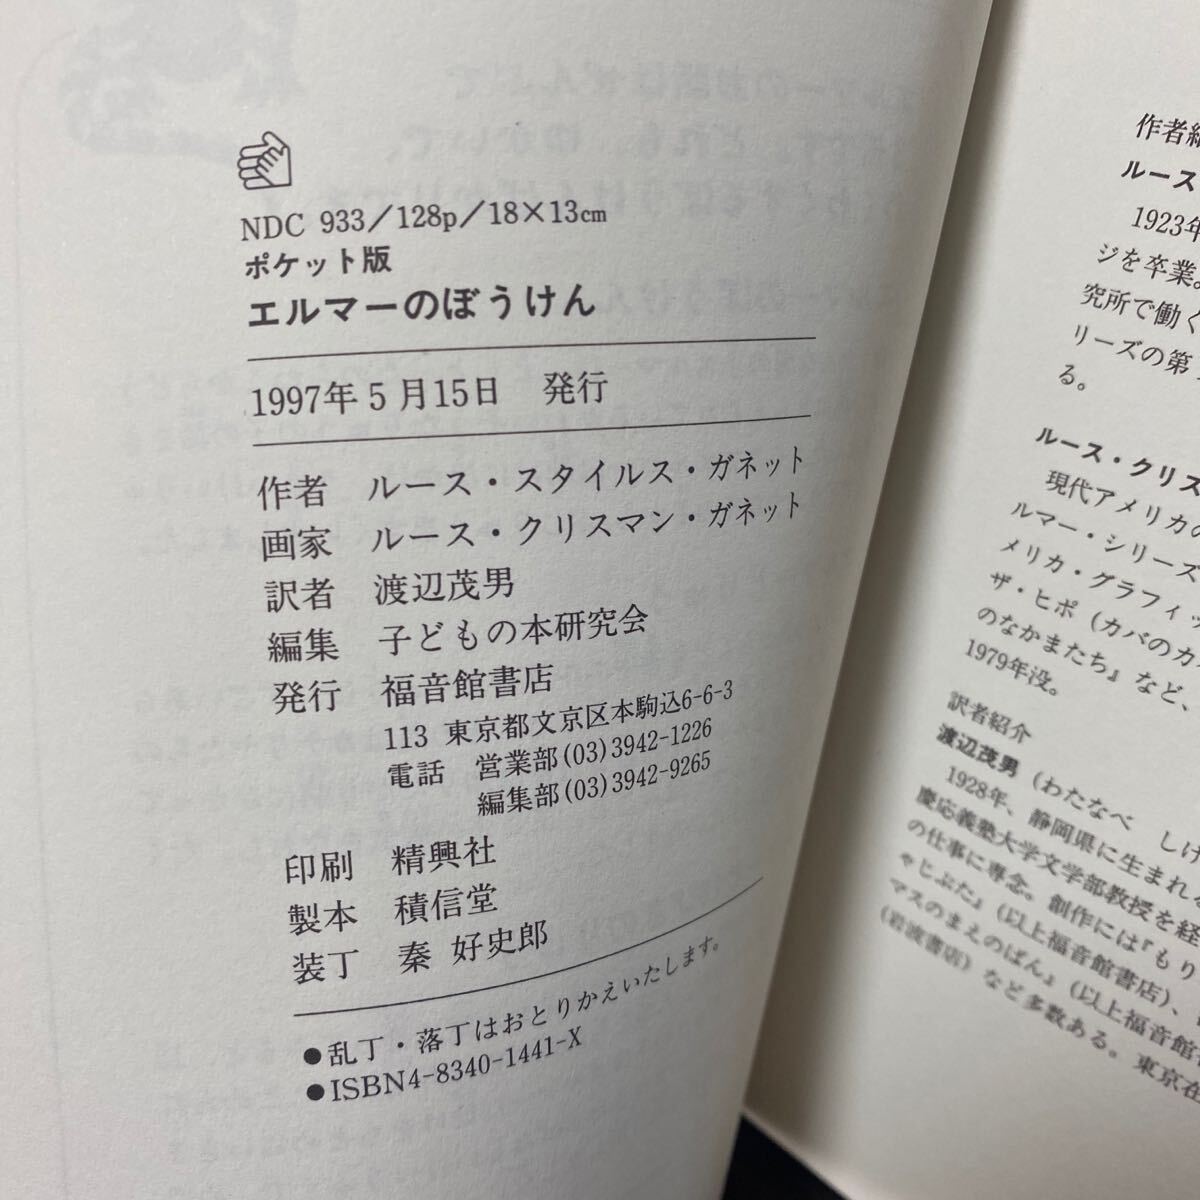 NDC 933／128p／18×13cm
ポケット版
エルマーのぼうけん
1997年5月15日 発行
作者 ルース・スタイルス・ガネット
画家 ルース・クリスマン・ガネット
訳者 渡辺茂男
編集 子どもの本研究会
発行 福音館書店
113 東京都文京区本駒込6-6-3
電話 営業部(03)3942-1226
編集部(03)3942-9265
印刷 精興社
製本 積信堂
装丁 秦 好史郎
●乱丁・落丁はおとりかえいたします。
●ISBN4-8340-1441-X
作者紹
ルース
1923年
ジを卒業。
究所で働く
リーズの第
る。
ルース・クリス
現代アメリカの
ルマー・シリーズ
メリカ・グラフィッ
ザ・ヒポ（カバのカ
のなかまたち』など、
1979年没。
訳者紹介
渡辺茂男（わたなべ しげ
1928年、静岡県に生まれる
慶応義塾大学文学部教授を経
の仕事に専念。創作には『もり
ゃじぶた』（以上福音館書店）、
マスのまえのばん』（以上福音館
（岩波書店）など多数ある。東京在